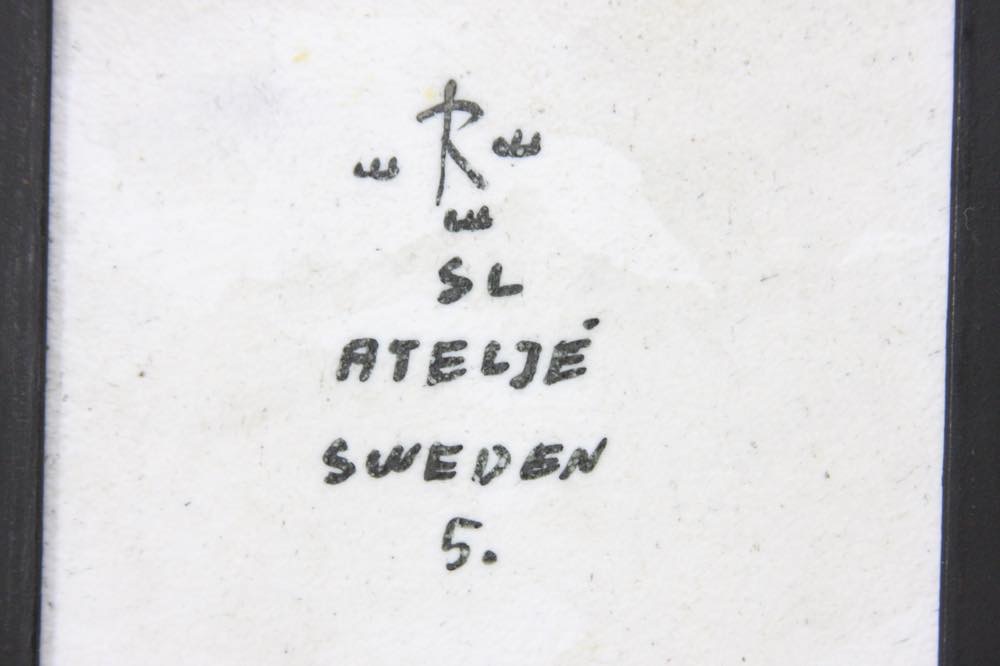 R
SL
ATELJÉ
SWEDEN
5.